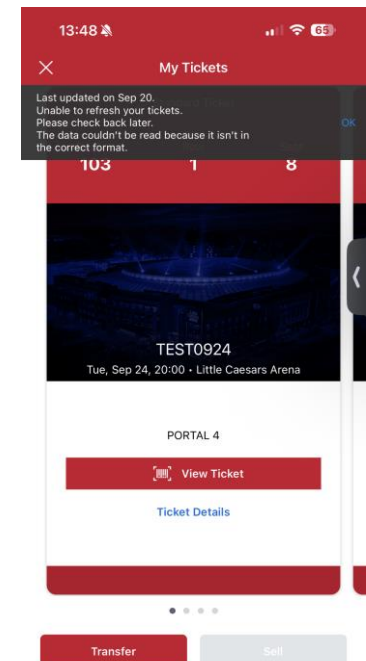 13:48
65
My Tickets
Last updated on Sep 20.
Unable to refresh your tickets.
Please check back later.
The data couldn't be read because it isn't in
the correct format.
OK
103 1 8
TEST0924
Tue, Sep 24, 20:00 • Little Caesars Arena
PORTAL 4
View Ticket
Ticket Details
Transfer
Sell